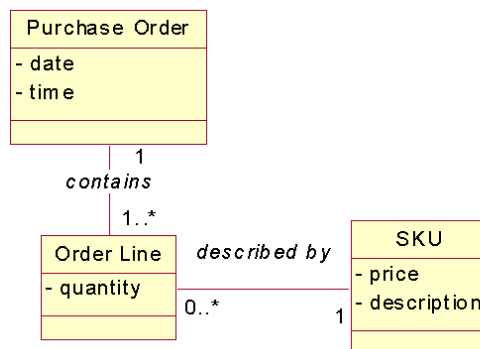 Purchase Order
- date
- time
1
contains
1..*
Order Line
- quantity
described by
0..*
1
SKU
- price
- description